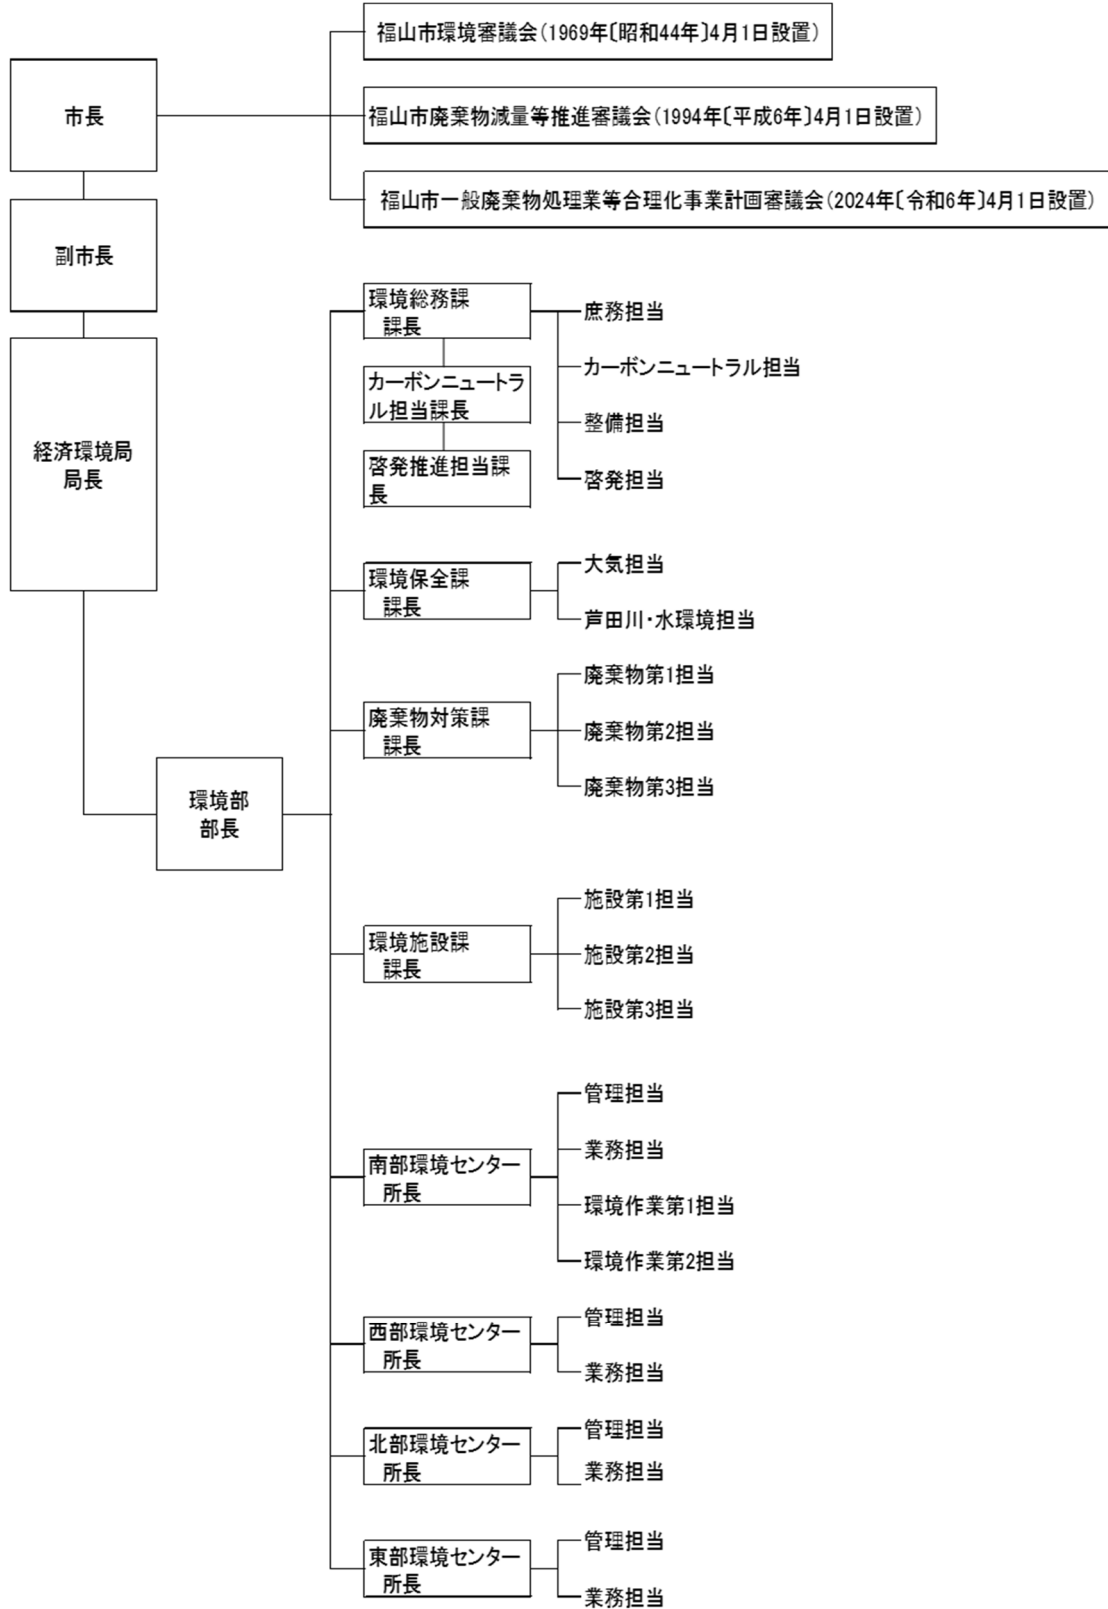 福山市環境審議会(1969年〔昭和44年〕4月1日設置)
市長
福山市廃棄物減量等推進審議会(1994年〔平成6年〕4月1日設置)
福山市一般廃棄物処理業等合理化事業計画審議会(2024年〔令和6年〕4月1日設置)
副市長
経済環境局
局長
環境部
部長
環境総務課
課長
カーボンニュートラ
ル担当課長
啓発推進担当課
長
庶務担当
カーボンニュートラル担当
整備担当
啓発担当
環境保全課
課長
大気担当
芦田川・水環境担当
廃棄物対策課
課長
廃棄物第1担当
廃棄物第2担当
廃棄物第3担当
環境施設課
課長
施設第1担当
施設第2担当
施設第3担当
南部環境センター
所長
管理担当
業務担当
環境作業第1担当
環境作業第2担当
西部環境センター
所長
管理担当
業務担当
北部環境センター
所長
管理担当
業務担当
東部環境センター
所長
管理担当
業務担当